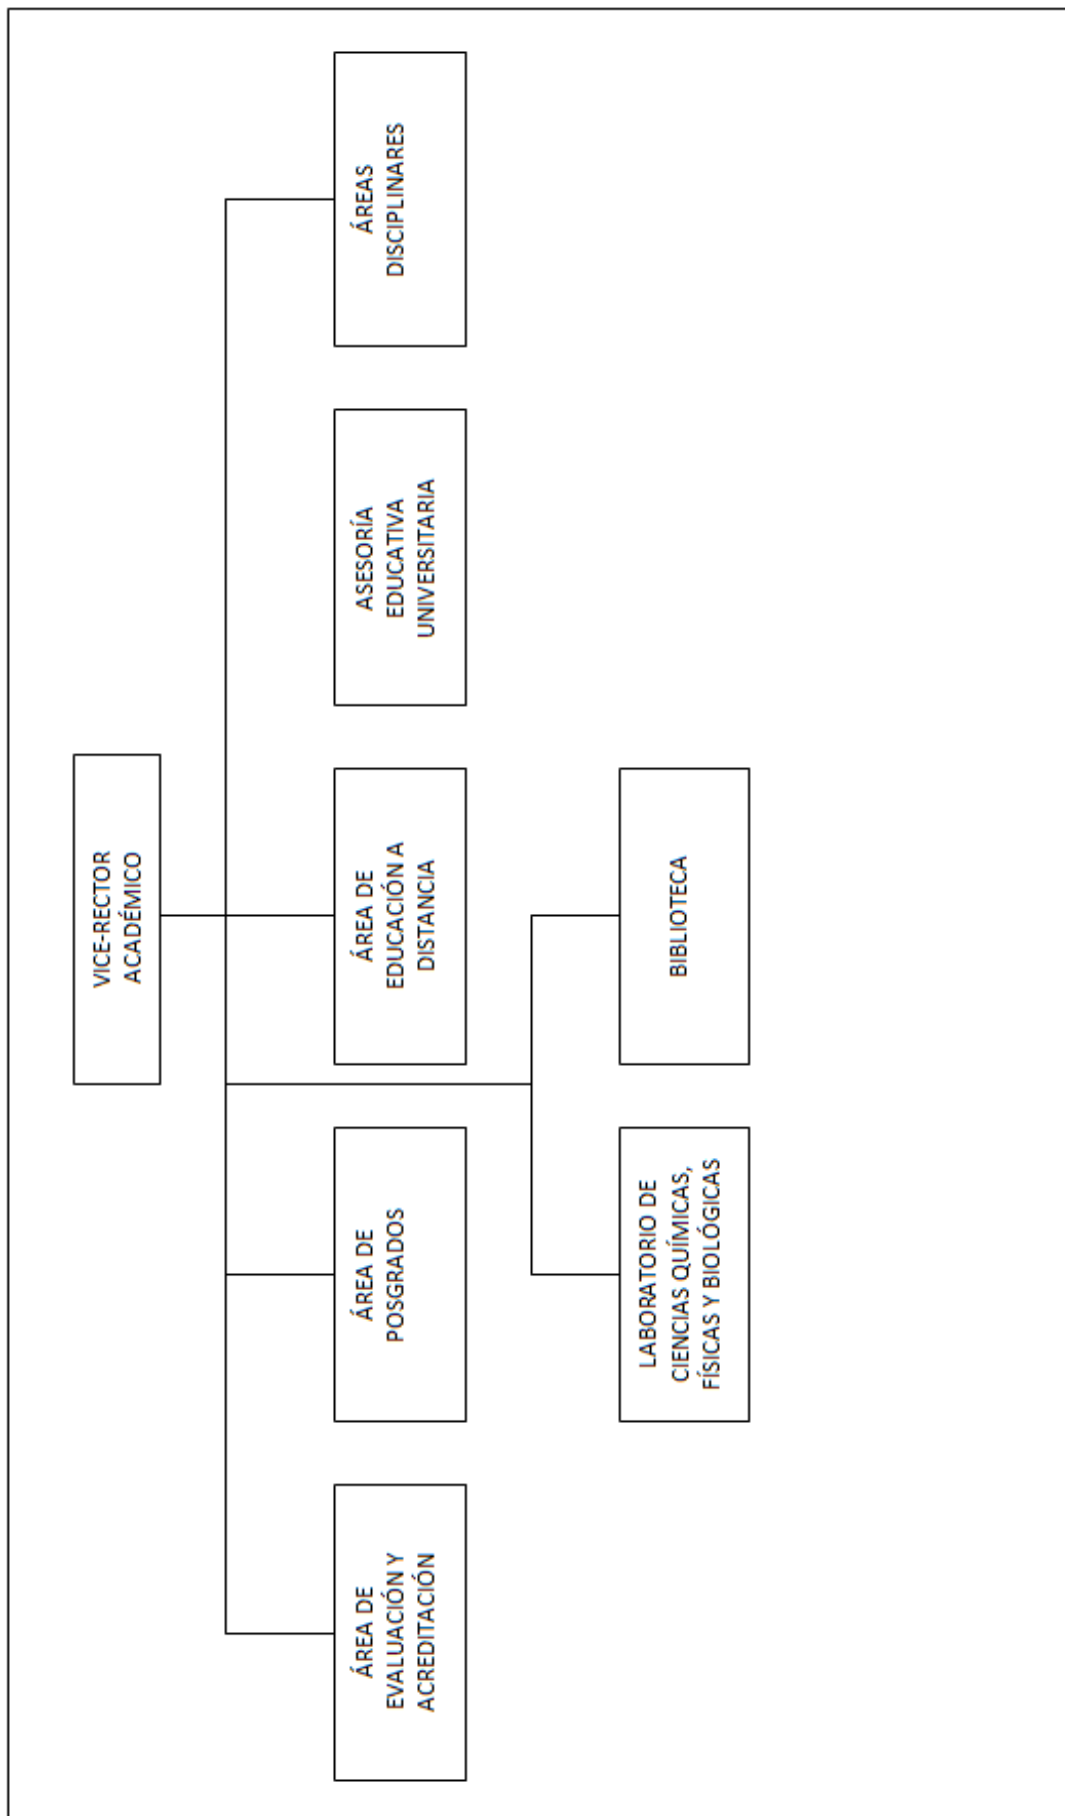 VICE-RECTOR
ACADÉMICO
ÁREA DE
EVALUACIÓN Y
ACREDITACIÓN
ÁREA DE
POSGRADOS
ÁREA DE
EDUCACIÓN A
DISTANCIA
ASESORÍA
EDUCATIVA
UNIVERSITARIA
ÁREAS
DISCIPLINARES
LABORATORIO DE
CIENCIAS QUÍMICAS,
FÍSICAS Y BIOLÓGICAS
BIBLIOTECA